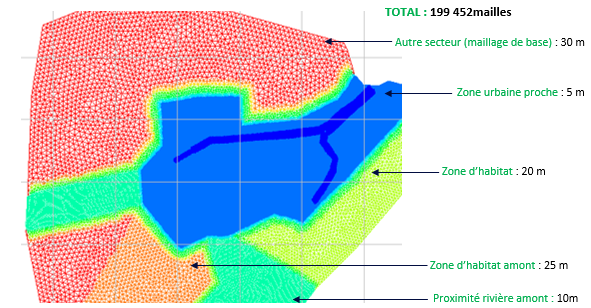 TOTAL : 199 452mailles
Autre secteur (maillage de base) : 30 m
Zone urbaine proche : 5 m
Zone d'habitat : 20 m
Zone d'habitat amont : 25 m
Proximité rivière amont : 10m